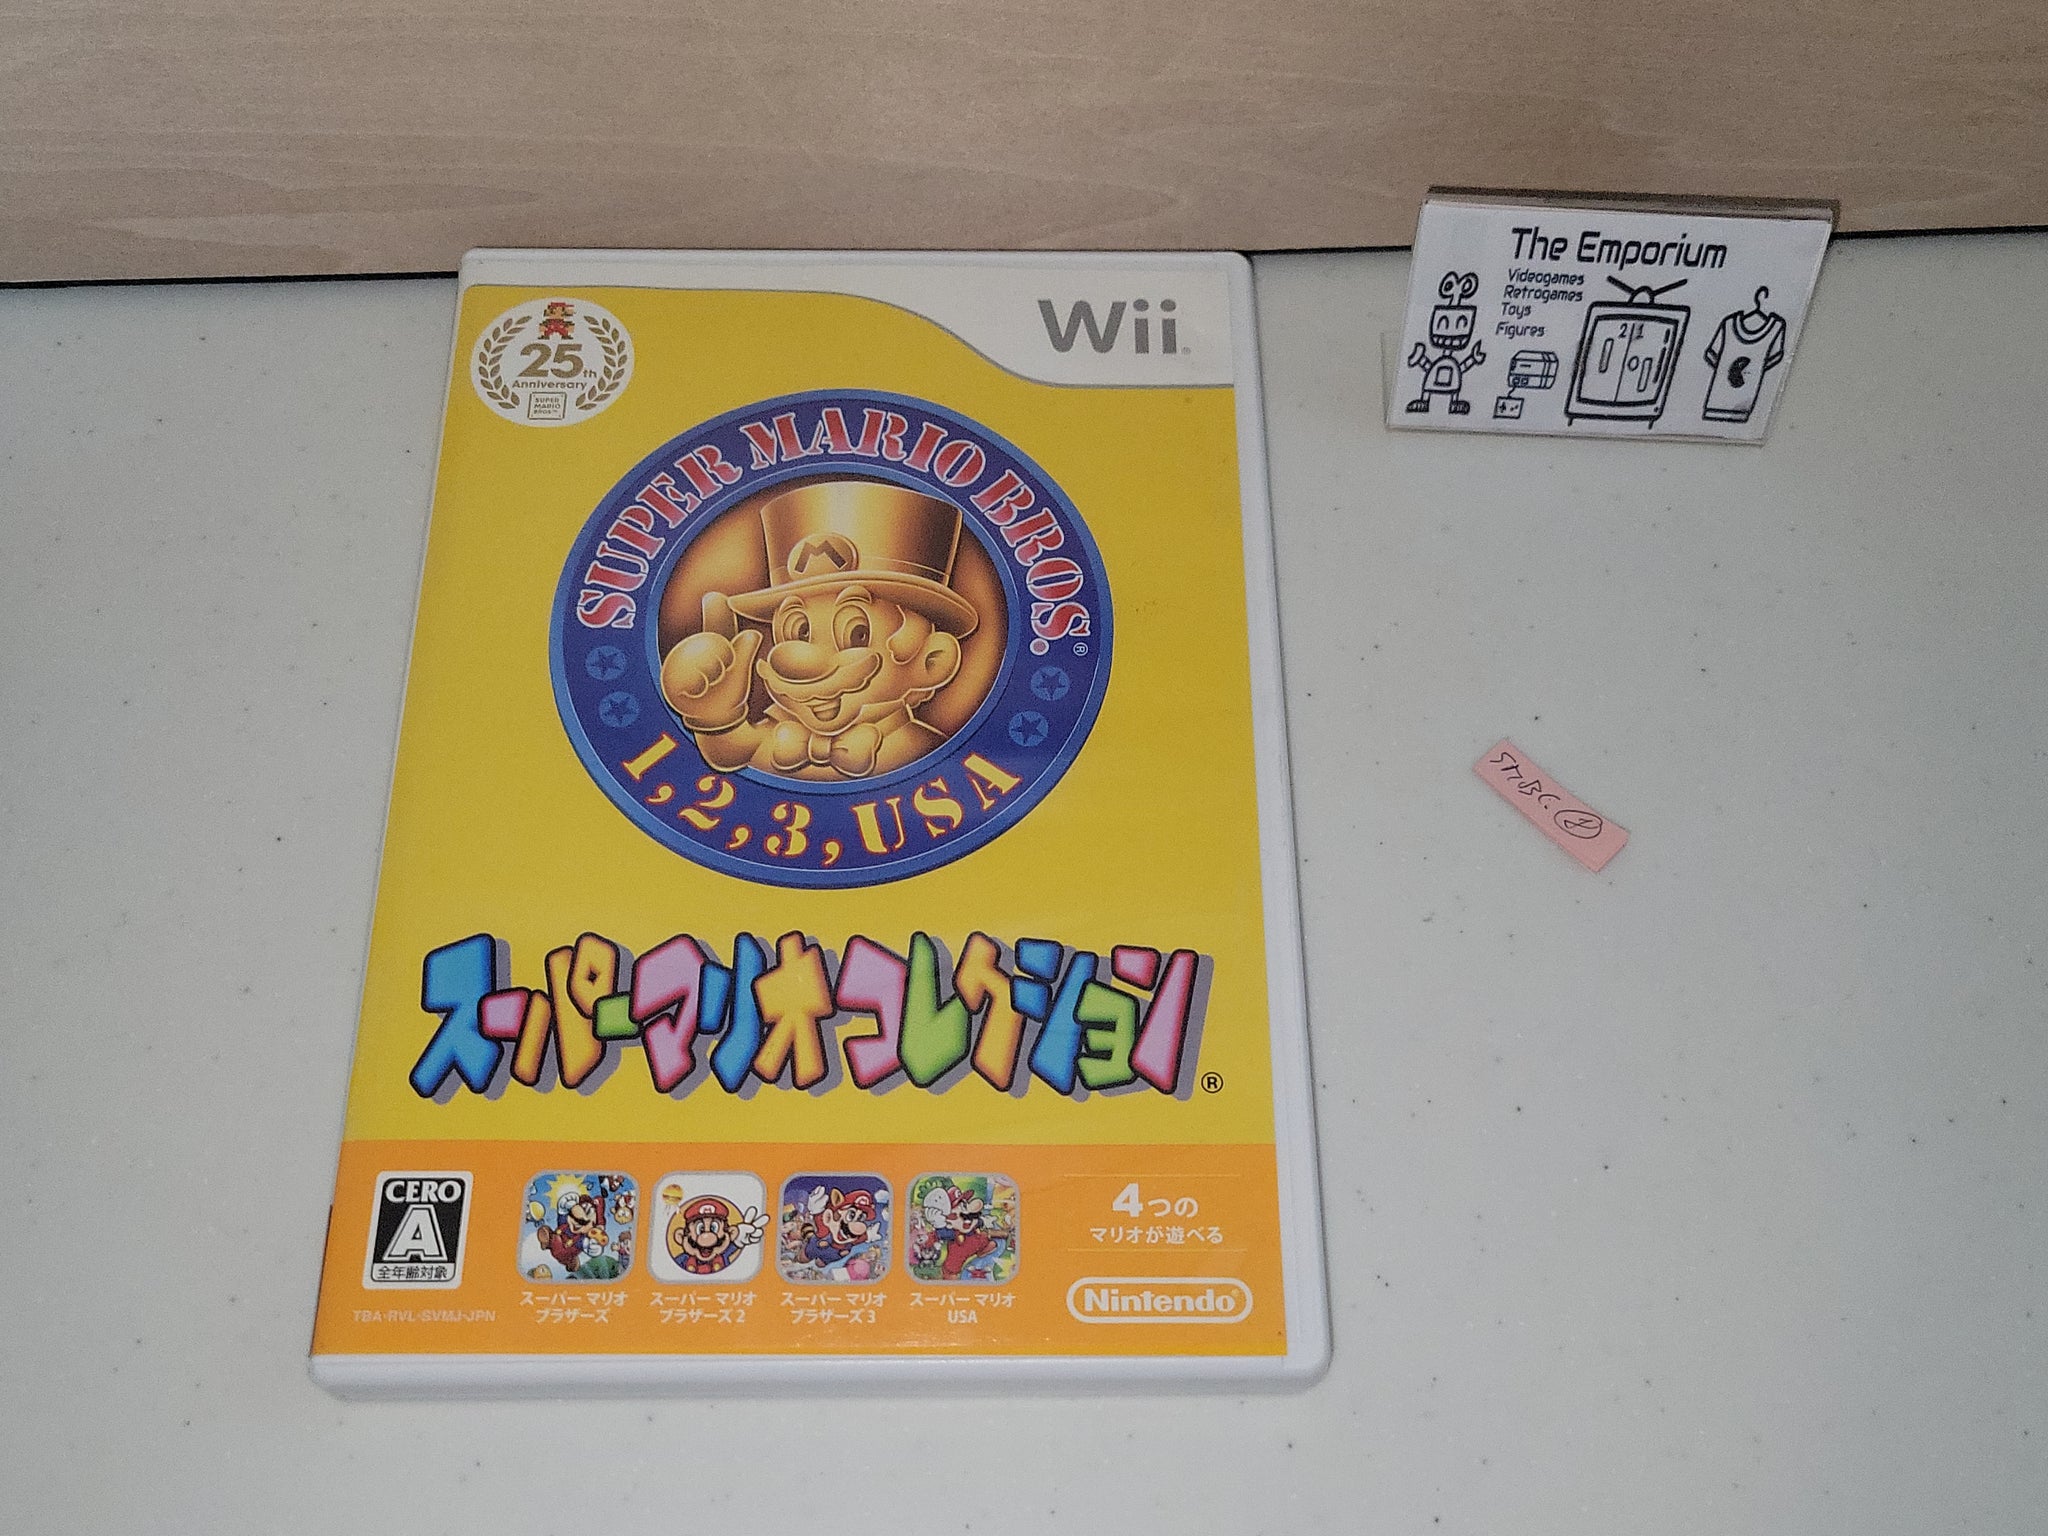 25th
Anniversary
SUPER
MARIO
BROS™
Wii
SUPER MARIO BROS.®
M
1, 2, 3, USA
スーパーマリオコレクション®
CERO
A
全年齢対象
TBA-RVL-SVMJ-JPN
スーパー マリオ
ブラザーズ
スーパー マリオ
ブラザーズ 2
スーパー マリオ
ブラザーズ 3
スーパー マリオ
USA
4つの
マリオが遊べる
Nintendo®
The Emporium
Videogames
Retrogames
Toys
Figures
2 1